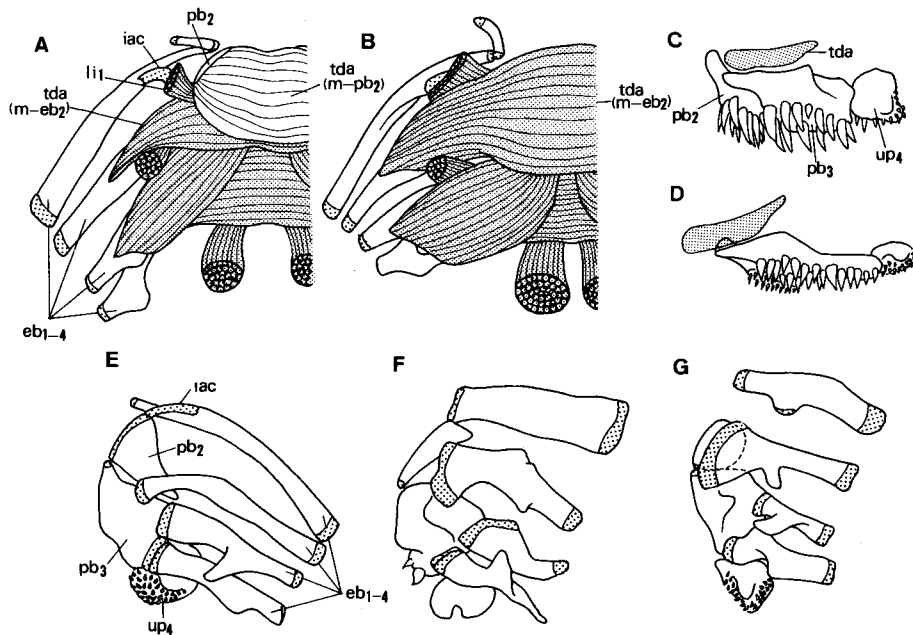 A
pb2
iac
li1
tda
(m–eb2)
tda
(m–pb2)
eb1–4
B
tda
(m–eb2)
C
tda
pb2
pb3
up4
D
E
iac
pb2
pb3
up4
eb1–4
F
G